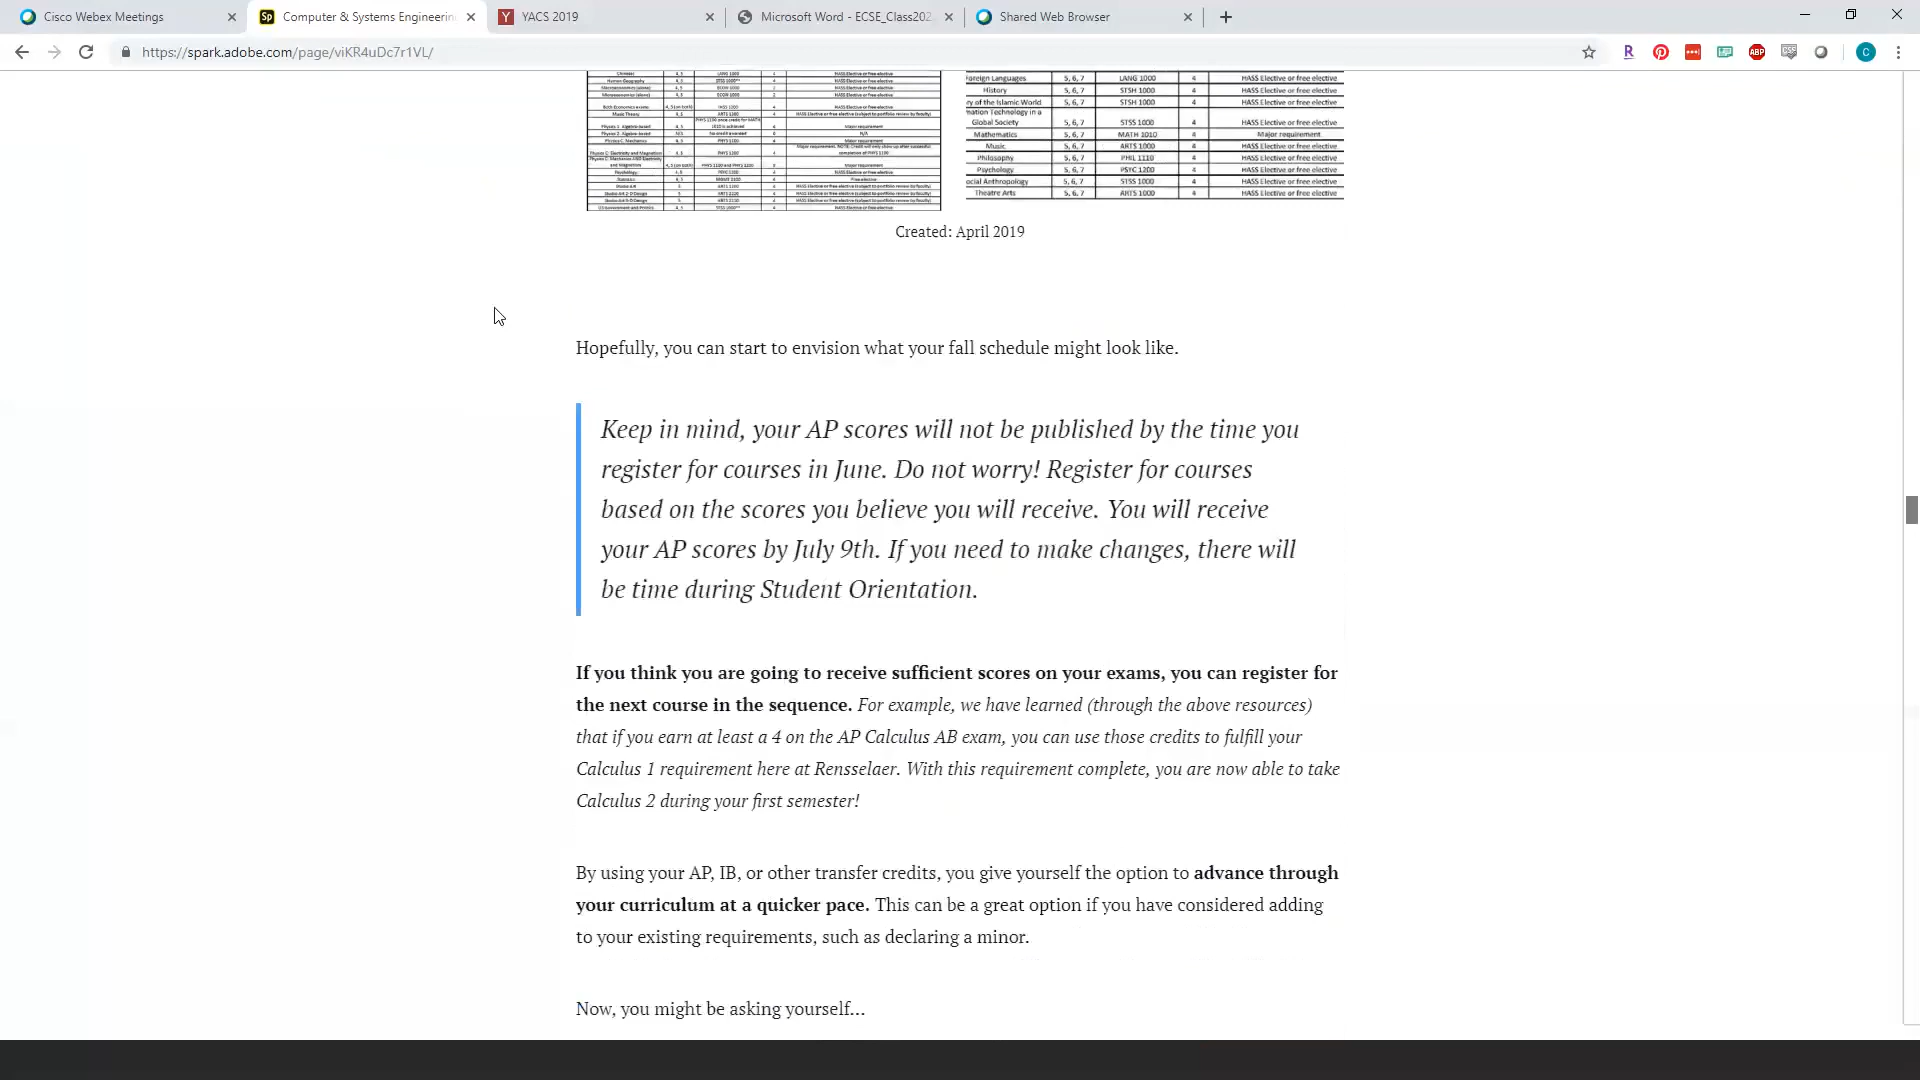 Cisco Webex Meetings
Computer & Systems Engineerin
YACS 2019
Microsoft Word - ECSE_Class202
Shared Web Browser
https://spark.adobe.com/page/viKR4uDc7r1VL/
Foreign Languages 5, 6, 7 LANG 1000 4 HASS Elective or free elective
History 5, 6, 7 STSH 1000 4 HASS Elective or free elective
ry of the Islamic World 5, 6, 7 STSH 1000 4 HASS Elective or free elective
mation Technology in a
Global Society 5, 6, 7 STSS 1000 4 HASS Elective or free elective
Mathematics 5, 6, 7 MATH 1010 4 Major requirement
Music 5, 6, 7 ARTS 1000 4 HASS Elective or free elective
Philosophy 5, 6, 7 PHIL 1110 4 HASS Elective or free elective
Psychology 5, 6, 7 PSYC 1200 4 HASS Elective or free elective
ocial Anthropology 5, 6, 7 STSS 1000 4 HASS Elective or free elective
Theatre Arts 5, 6, 7 ARTS 1000 4 HASS Elective or free elective
Created: April 2019
Hopefully, you can start to envision what your fall schedule might look like.
Keep in mind, your AP scores will not be published by the time you
register for courses in June. Do not worry! Register for courses
based on the scores you believe you will receive. You will receive
your AP scores by July 9th. If you need to make changes, there will
be time during Student Orientation.
If you think you are going to receive sufficient scores on your exams, you can register for
the next course in the sequence. For example, we have learned (through the above resources)
that if you earn at least a 4 on the AP Calculus AB exam, you can use those credits to fulfill your
Calculus 1 requirement here at Rensselaer. With this requirement complete, you are now able to take
Calculus 2 during your first semester!
By using your AP, IB, or other transfer credits, you give yourself the option to advance through
your curriculum at a quicker pace. This can be a great option if you have considered adding
to your existing requirements, such as declaring a minor.
Now, you might be asking yourself...